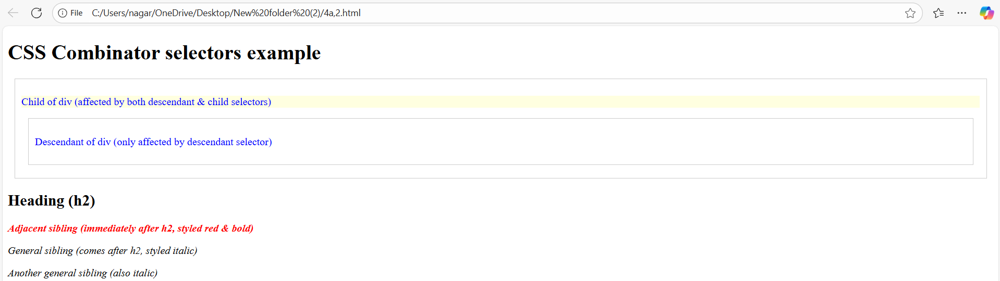 File C:/Users/nagar/OneDrive/Desktop/New%20folder%20(2)/4a,2.html
CSS Combinator selectors example
Child of div (affected by both descendant & child selectors)
Descendant of div (only affected by descendant selector)
Heading (h2)
Adjacent sibling (immediately after h2, styled red & bold)
General sibling (comes after h2, styled italic)
Another general sibling (also italic)